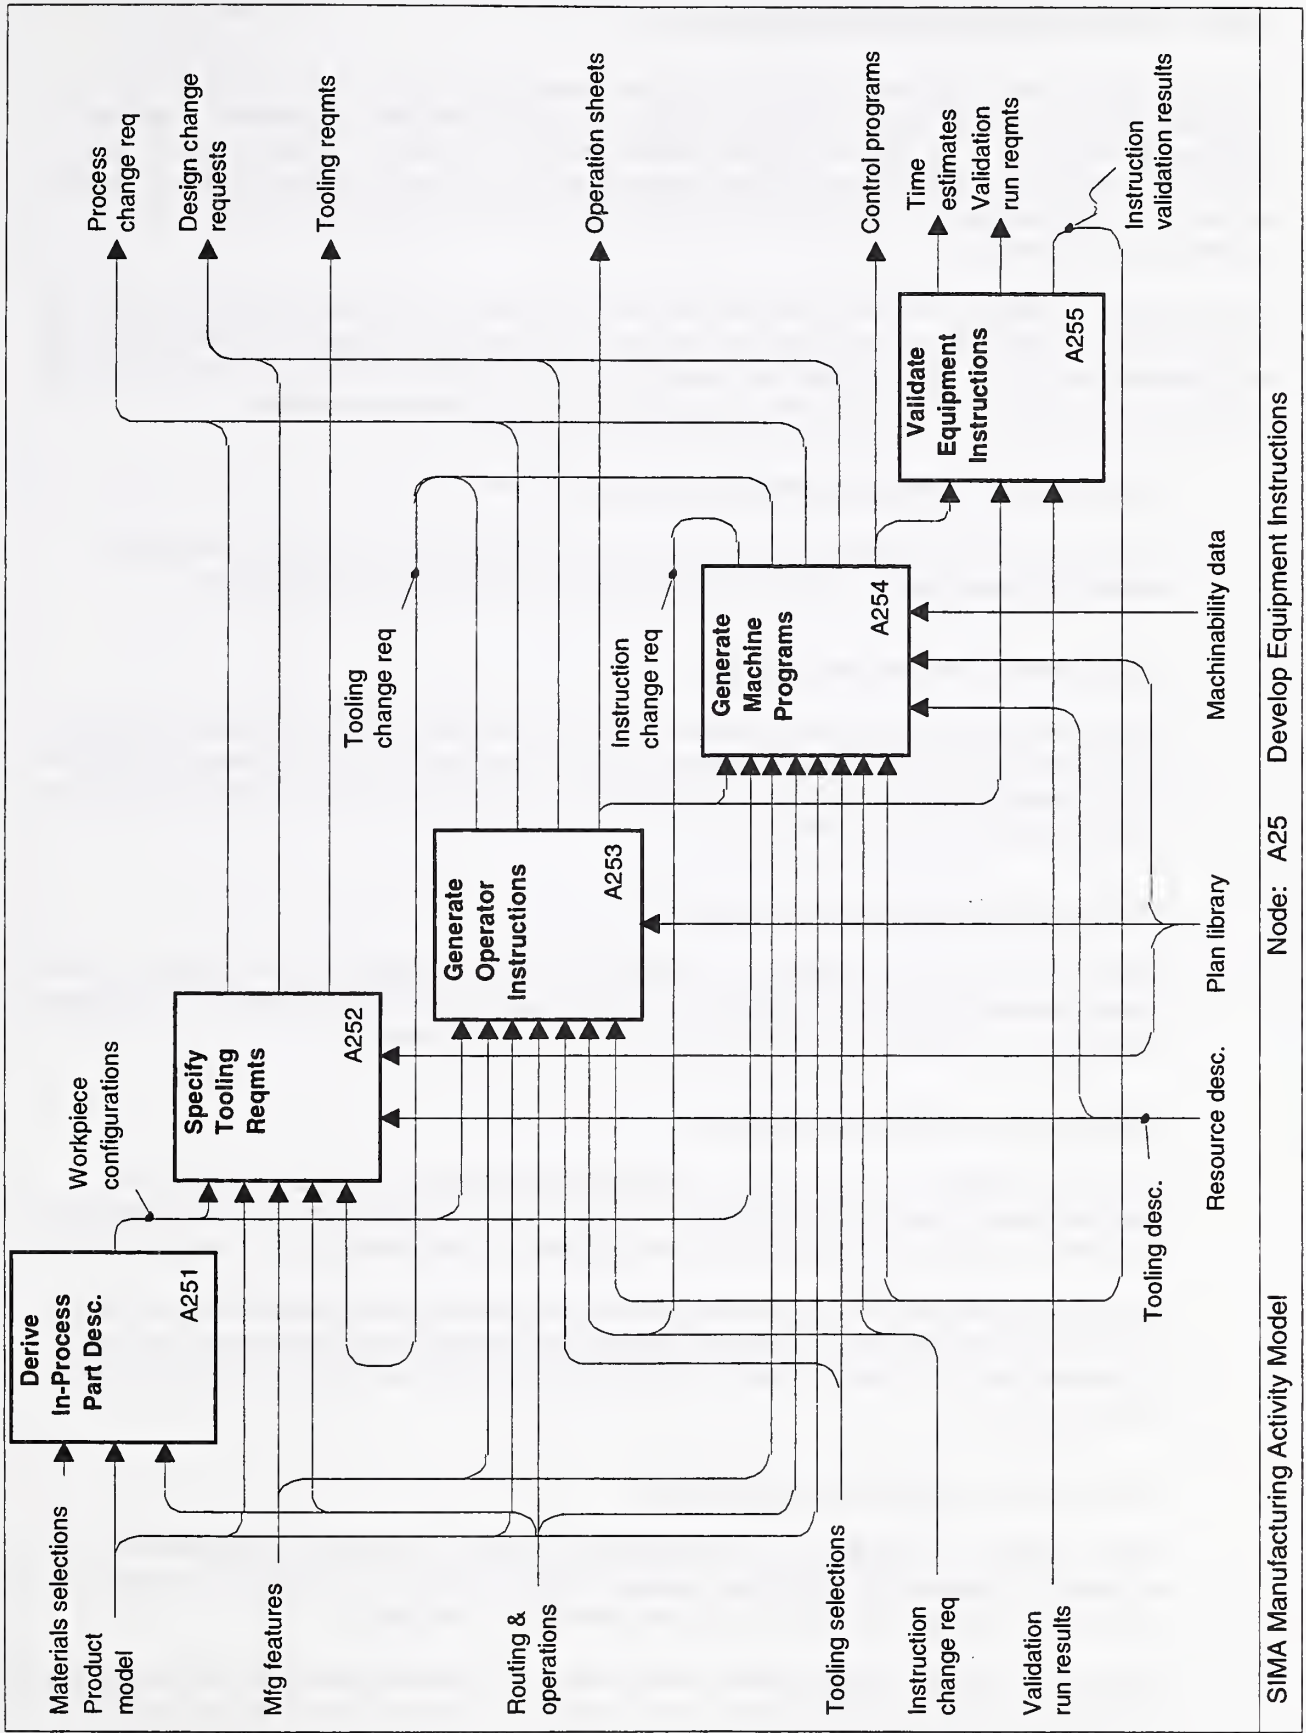 Materials selections
Product
model
Mfg features
Routing &
operations
Tooling selections
Instruction
change req
Validation
run results
Derive
In-Process
Part Desc.
A251
Workpiece
configurations
Specify
Tooling
Reqmts
A252
Generate
Operator
Instructions
A253
Tooling
change req
Instruction
change req
Generate
Machine
Programs
A254
Validate
Equipment
Instructions
A255
Process
change req
Design change
requests
Tooling reqmts
Operation sheets
Control programs
Time
estimates
Validation
run reqmts
Instruction
validation results
Tooling desc.
Resource desc.
Plan library
Machinability data
SIMA Manufacturing Activity Model
Node: A25 Develop Equipment Instructions